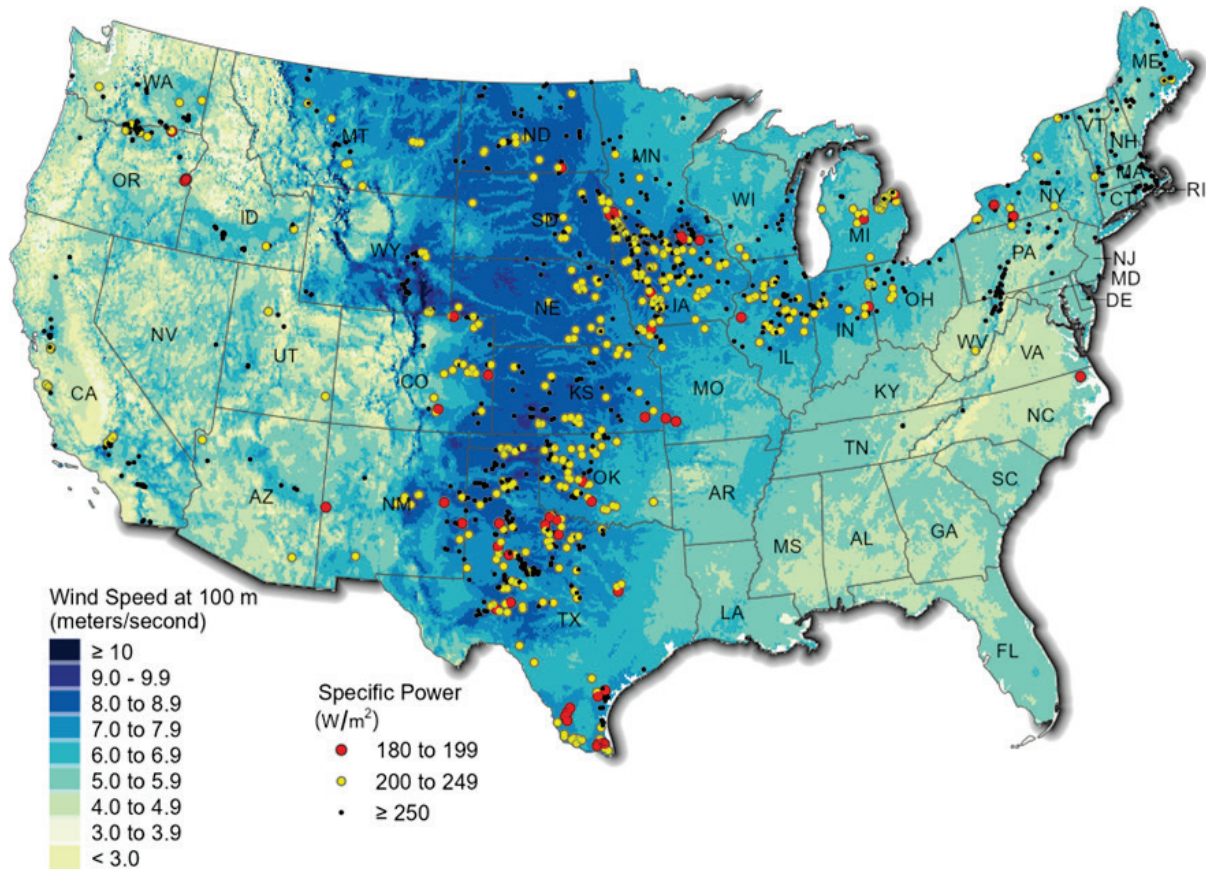 WA
ME
MT
ND
VT
MN
NH
OR
MA
ID
WI
RI
SD
NY
CT
MI
WY
PA
NJ
MD
IA
OH
DE
NE
NV
IN
UT
IL
WV
CO
VA
CA
KS
MO
KY
NC
TN
OK
AZ
NM
AR
SC
MS
AL
GA
Wind Speed at 100 m
(meters/second)
≥ 10
9.0 - 9.9
8.0 to 8.9
7.0 to 7.9
6.0 to 6.9
5.0 to 5.9
4.0 to 4.9
3.0 to 3.9
< 3.0
TX
LA
FL
Specific Power
(W/m²)
180 to 199
200 to 249
≥ 250